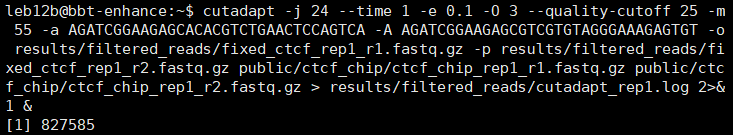 leb12b@bbt-enhance:~$ cutadapt -j 24 --time 1 -e 0.1 -O 3 --quality-cutoff 25 -m
 55 -a AGATCGGAAGAGCACACGTCTGAACTCCAGTCA -A AGATCGGAAGAGCGTCGTGTAGGGAAAGAGTGT -o
 results/filtered_reads/fixed_ctcf_rep1_r1.fastq.gz -p results/filtered_reads/fi
xed_ctcf_rep1_r2.fastq.gz public/ctcf_chip/ctcf_chip_rep1_r1.fastq.gz public/ctc
f_chip/ctcf_chip_rep1_r2.fastq.gz > results/filtered_reads/cutadapt_rep1.log 2>&
1 &
[1] 827585